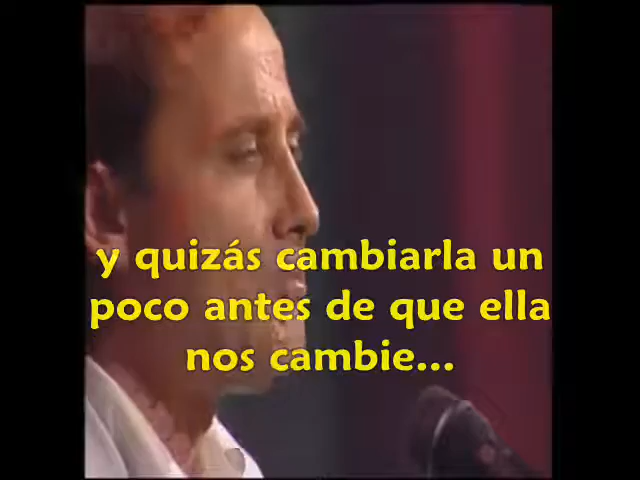 y quizás cambiarla un
poco antes de que ella
nos cambie...